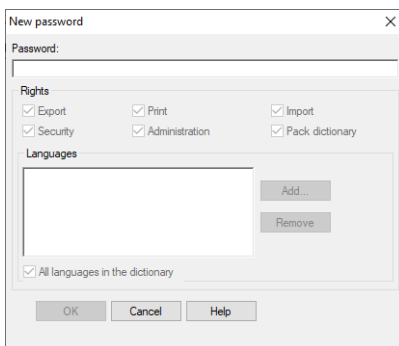 New password
Password:
Rights
Export Print Import
Security Administration Pack dictionary
Languages
Add...
Remove
All languages in the dictionary
OK Cancel Help